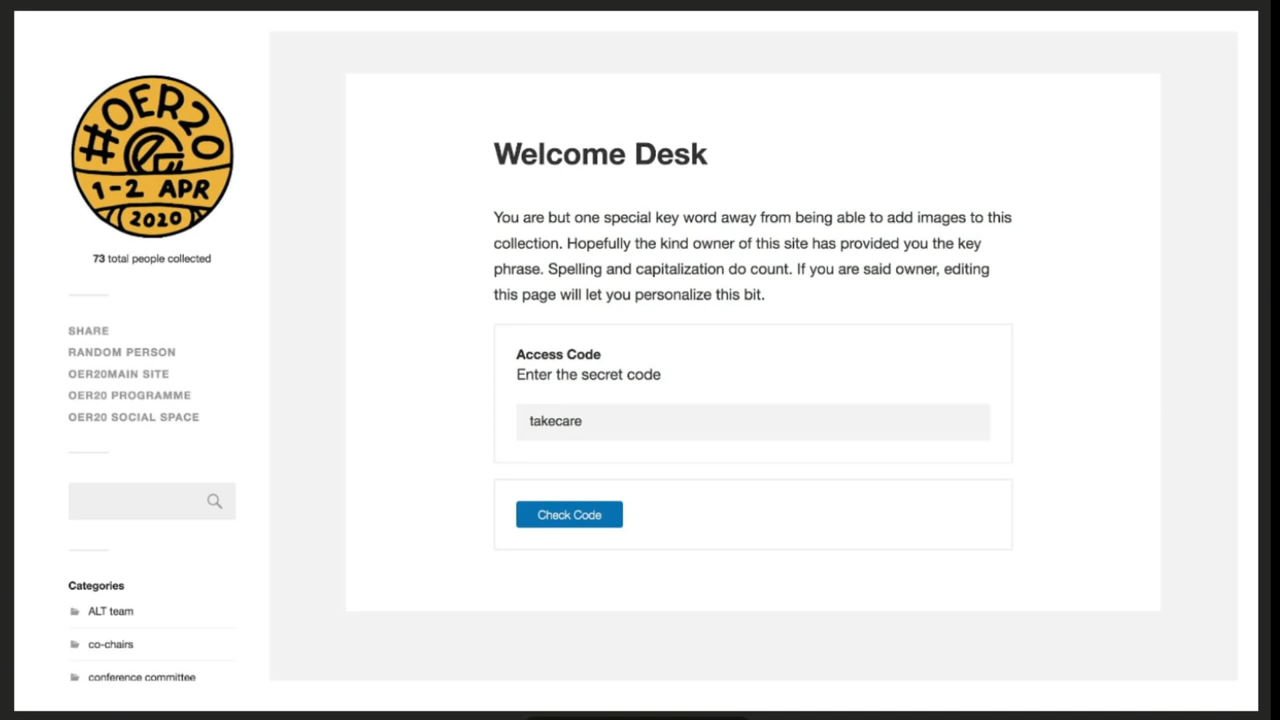 #OER20
1-2 APR
2020
73 total people collected
SHARE
RANDOM PERSON
OER20MAIN SITE
OER20 PROGRAMME
OER20 SOCIAL SPACE
Categories
ALT team
co-chairs
conference committee
Welcome Desk
You are but one special key word away from being able to add images to this
collection. Hopefully the kind owner of this site has provided you the key
phrase. Spelling and capitalization do count. If you are said owner, editing
this page will let you personalize this bit.
Access Code
Enter the secret code
takecare
Check Code